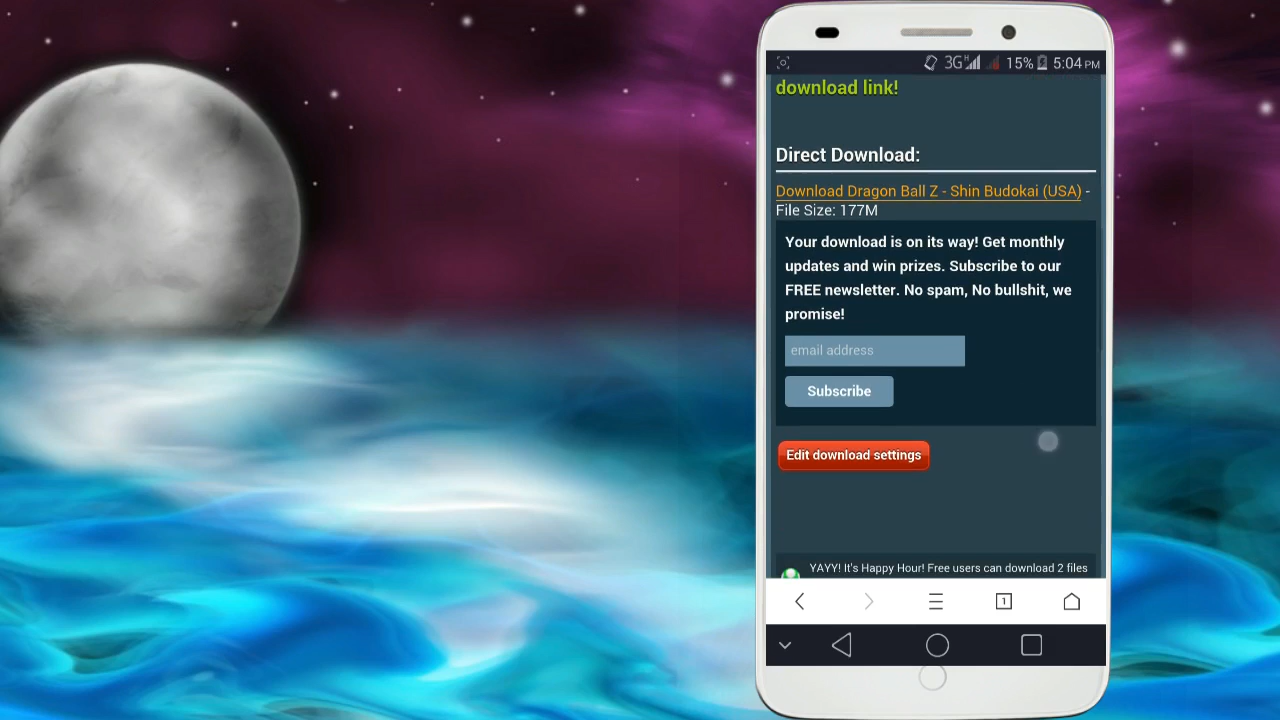 3G H 15% 5:04 PM
download link!
Direct Download:
Download Dragon Ball Z - Shin Budokai (USA) -
File Size: 177M
Your download is on its way! Get monthly
updates and win prizes. Subscribe to our
FREE newsletter. No spam, No bullshit, we
promise!
email address
Subscribe
Edit download settings
YAYY! It's Happy Hour! Free users can download 2 files
1